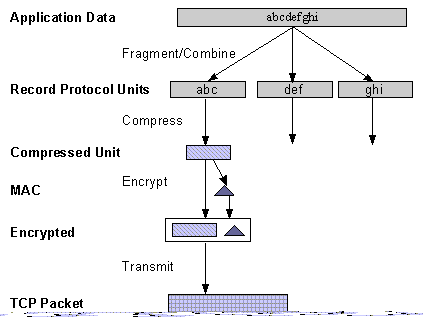 Application Data
abcdefghi
Fragment/Combine
Record Protocol Units
abc
def
ghi
Compress
Compressed Unit
Encrypt
MAC
Encrypted
Transmit
TCP Packet